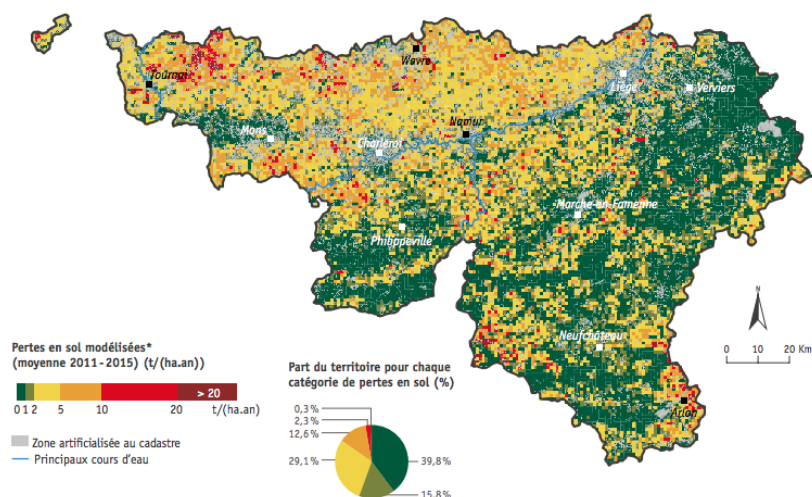 Tournai
Wavre
Liège
Verviers
Mons
Namur
Charleroi
Marche-en-Famenne
Philippeville
Neufchâteau
Arlon
N
0 10 20 Km
Pertes en sol modélisées*
(moyenne 2011-2015) (t/(ha.an))
> 20
0 1 2 5 10 20 t/(ha.an)
Zone artificialisée au cadastre
Principaux cours d'eau
Part du territoire pour chaque
catégorie de pertes en sol (%)
0,3%
2,3%
12,6%
29,1%
39,8%
15,8%